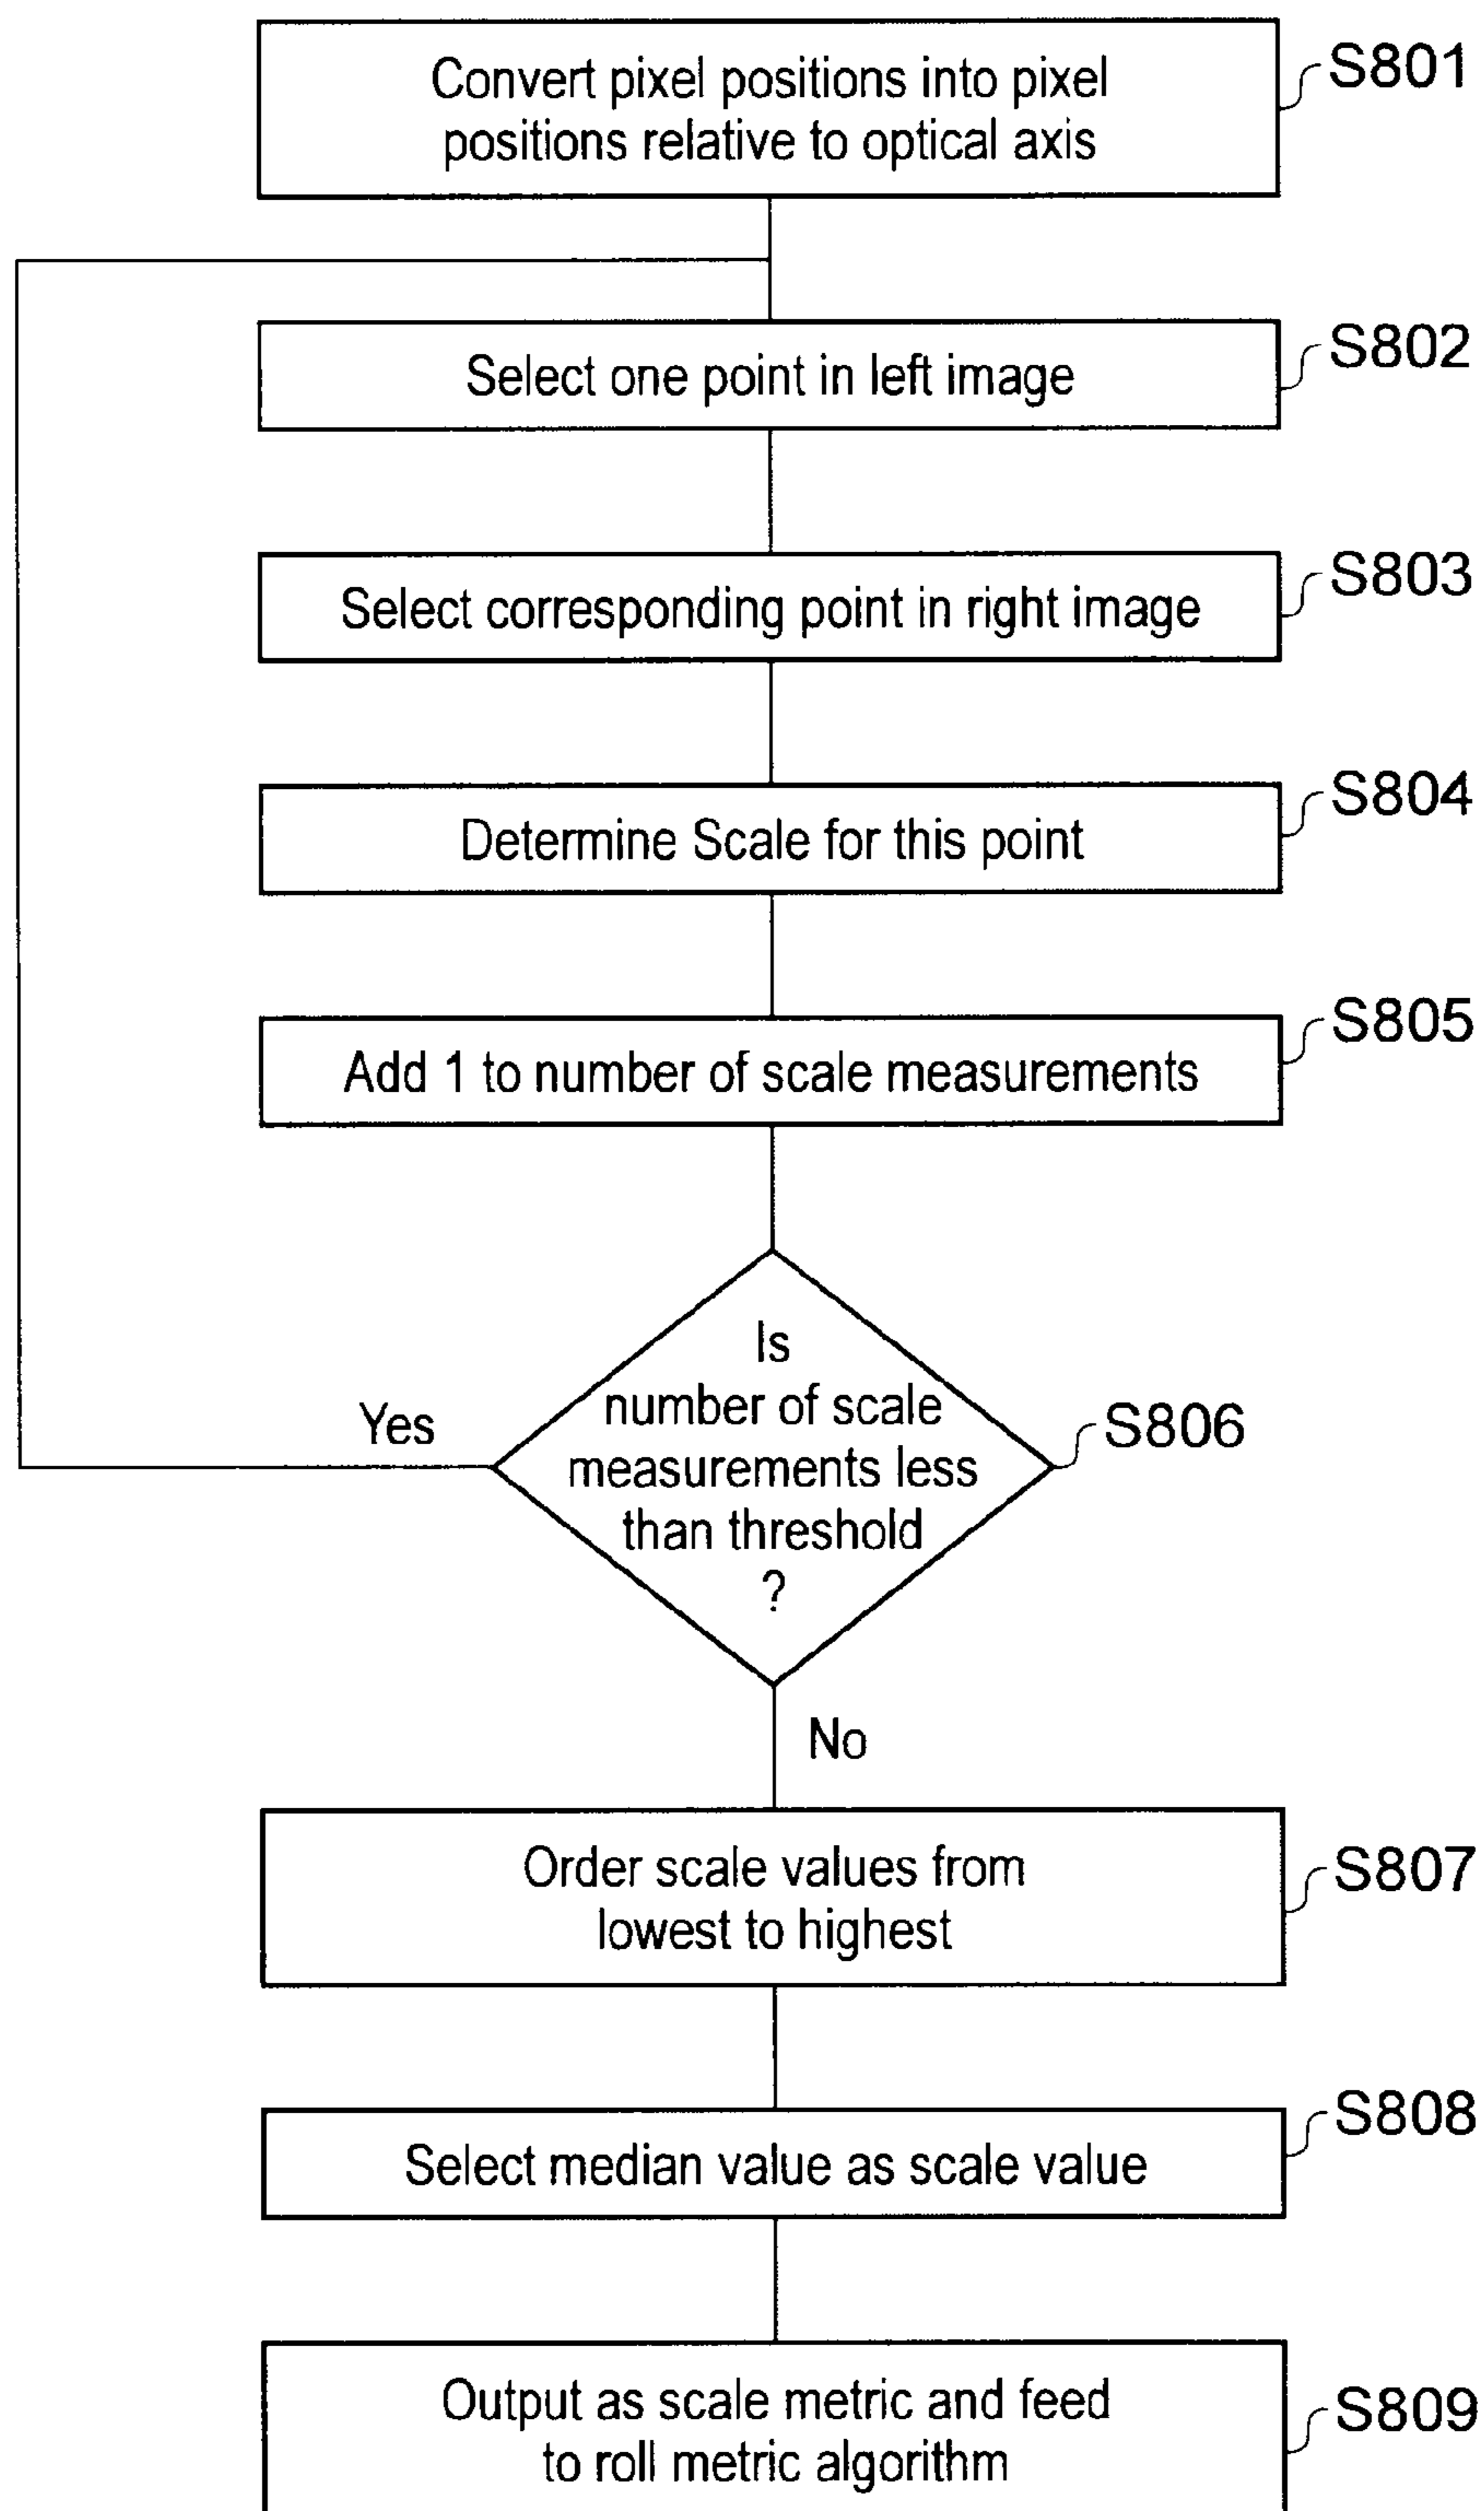 Convert pixel positions into pixel
positions relative to optical axis
S801
Select one point in left image
S802
Select corresponding point in right image
S803
Determine Scale for this point
S804
Add 1 to number of scale measurements
S805
Is
number of scale
measurements less
than threshold
?
S806
Yes
No
Order scale values from
lowest to highest
S807
Select median value as scale value
S808
Output as scale metric and feed
to roll metric algorithm
S809